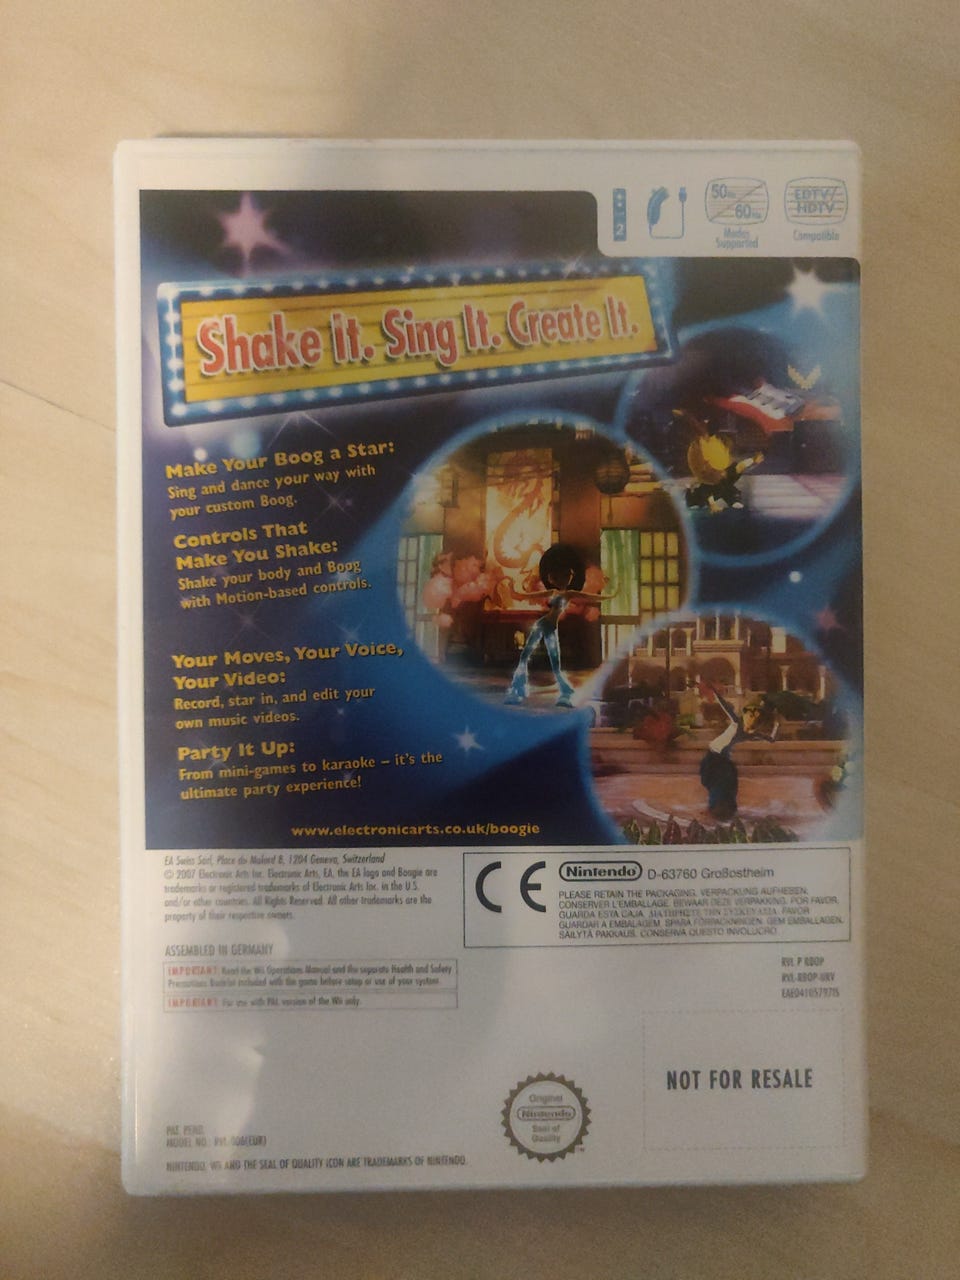 2
50Hz
60Hz
Modes
Supported
EDTV/
HDTV
Compatible
Shake it. Sing It. Create It.
Make Your Boog a Star:
Sing and dance your way with
your custom Boog.
Controls That
Make You Shake:
Shake your body and Boog
with Motion-based controls.
Your Moves, Your Voice,
Your Video:
Record, star in, and edit your
own music videos.
Party It Up:
From mini-games to karaoke – it's the
ultimate party experience!
www.electronicarts.co.uk/boogie
EA Swiss Sàrl, Place du Molard 8, 1204 Geneva, Switzerland
© 2007 Electronic Arts Inc. Electronic Arts, EA, the EA logo and Boogie are
trademarks or registered trademarks of Electronic Arts Inc. in the U.S.
and/or other countries. All Rights Reserved. All other trademarks are the
property of their respective owners.
CE
Nintendo D-63760 Großostheim
PLEASE RETAIN THE PACKAGING. VERPACKUNG AUFHEBEN.
CONSERVER L'EMBALLAGE. BEWAAR DEZE VERPAKKING. POR FAVOR,
GUARDA ESTA CAJA. ΔΙΑΤΗΡΗΣΤΕ ΤΗΝ ΣΥΣΚΕΥΑΣΙΑ. FAVOR
GUARDAR A EMBALAGEM. SPARA FÖRPACKNINGEN. GEM EMBALLAGEN.
SÄILYTÄ PAKKAUS. CONSERVA QUESTO INVOLUCRO
ASSEMBLED IN GERMANY
IMPORTANT: Read the Wii Operations Manual and the separate Health and Safety
Precautions Booklet included with the game before setup or use of your system.
IMPORTANT: For use with PAL version of the Wii only.
RVL P RBOP
RVL-RBOP-UKV
EAE04105797IS
NOT FOR RESALE
Original
Nintendo
Seal of
Quality
TM
PAT. PEND.
MODEL NO.: RVL-006(EUR)
NINTENDO, Wii AND THE SEAL OF QUALITY ICON ARE TRADEMARKS OF NINTENDO.